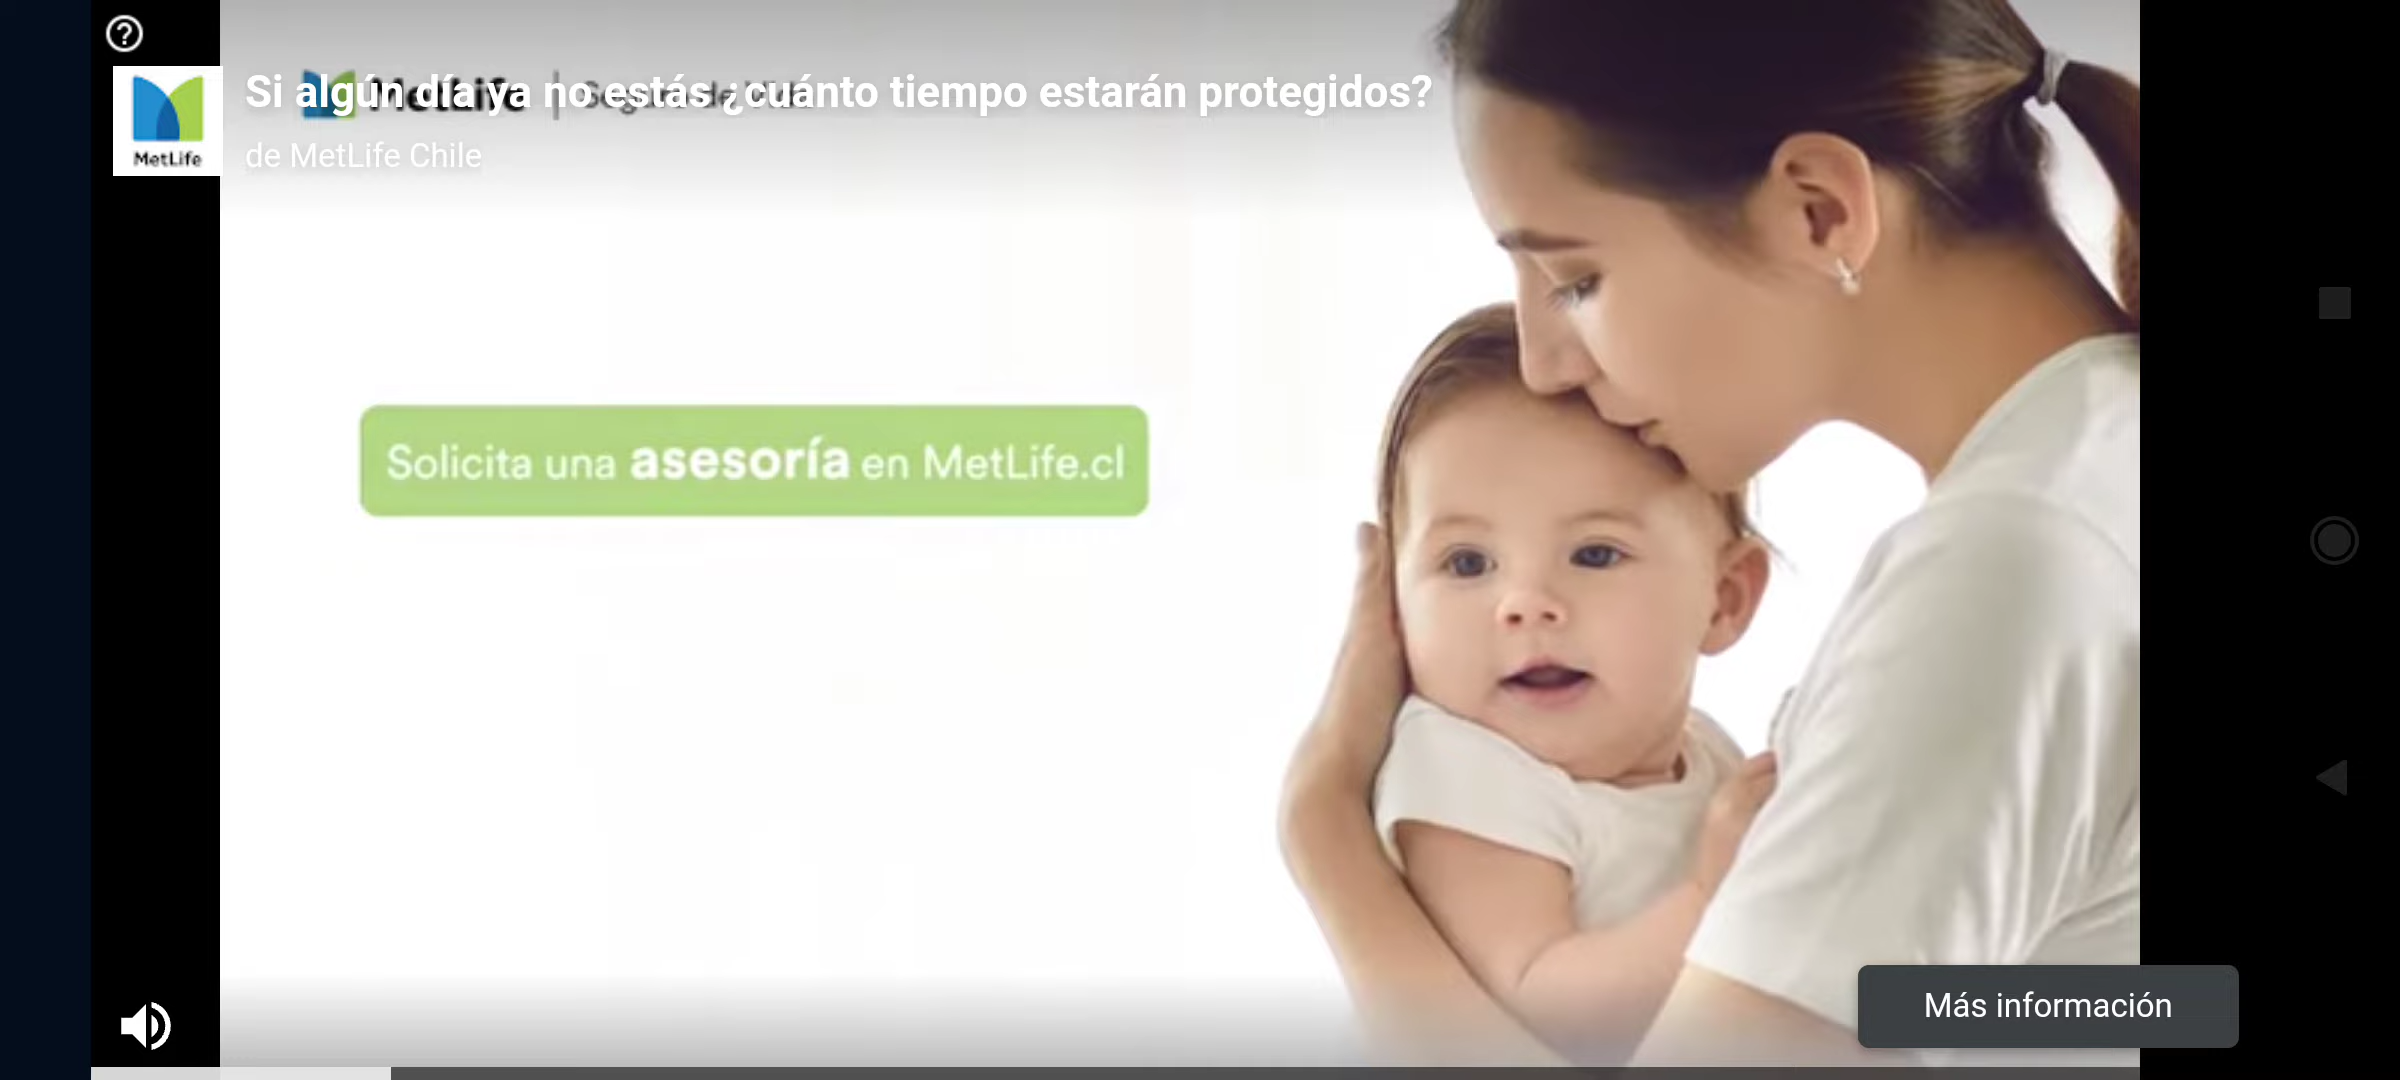 Si algún día ya no estás ¿cuánto tiempo estarán protegidos?
MetLife
de MetLife Chile
MetLife
Solicita una asesoría en MetLife.cl
Más información